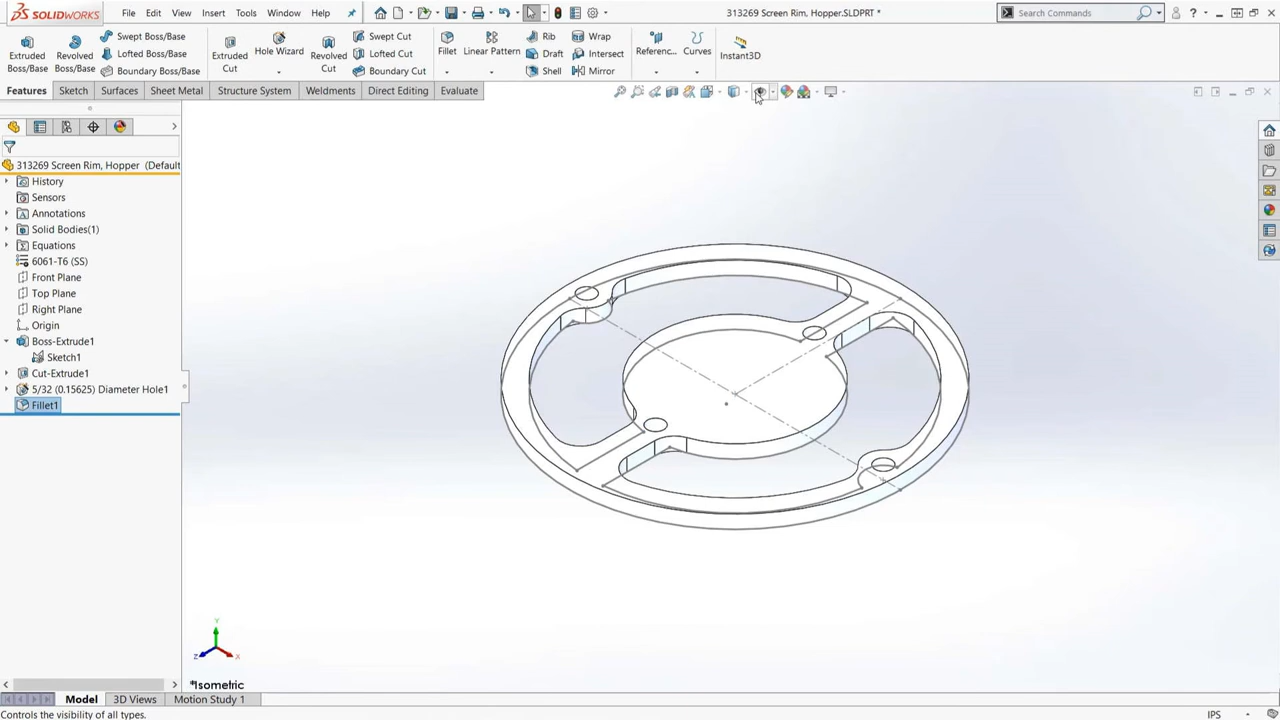 SOLIDWORKS
File Edit View Insert Tools Window Help
313269 Screen Rim, Hopper.SLDPRT *
Search Commands
Extruded Boss/Base
Revolved Boss/Base
Swept Boss/Base
Lofted Boss/Base
Boundary Boss/Base
Extruded Cut
Hole Wizard
Revolved Cut
Swept Cut
Lofted Cut
Boundary Cut
Fillet
Linear Pattern
Rib
Draft
Shell
Wrap
Intersect
Mirror
Referenc...
Curves
Instant3D
Features Sketch Surfaces Sheet Metal Structure System Weldments Direct Editing Evaluate
313269 Screen Rim, Hopper (Default
History
Sensors
Annotations
Solid Bodies(1)
Equations
6061-T6 (SS)
Front Plane
Top Plane
Right Plane
Origin
Boss-Extrude1
Sketch1
Cut-Extrude1
5/32 (0.15625) Diameter Hole1
Fillet1
Y
Z X
*Isometric
Model 3D Views Motion Study 1
Controls the visibility of all types.
IPS